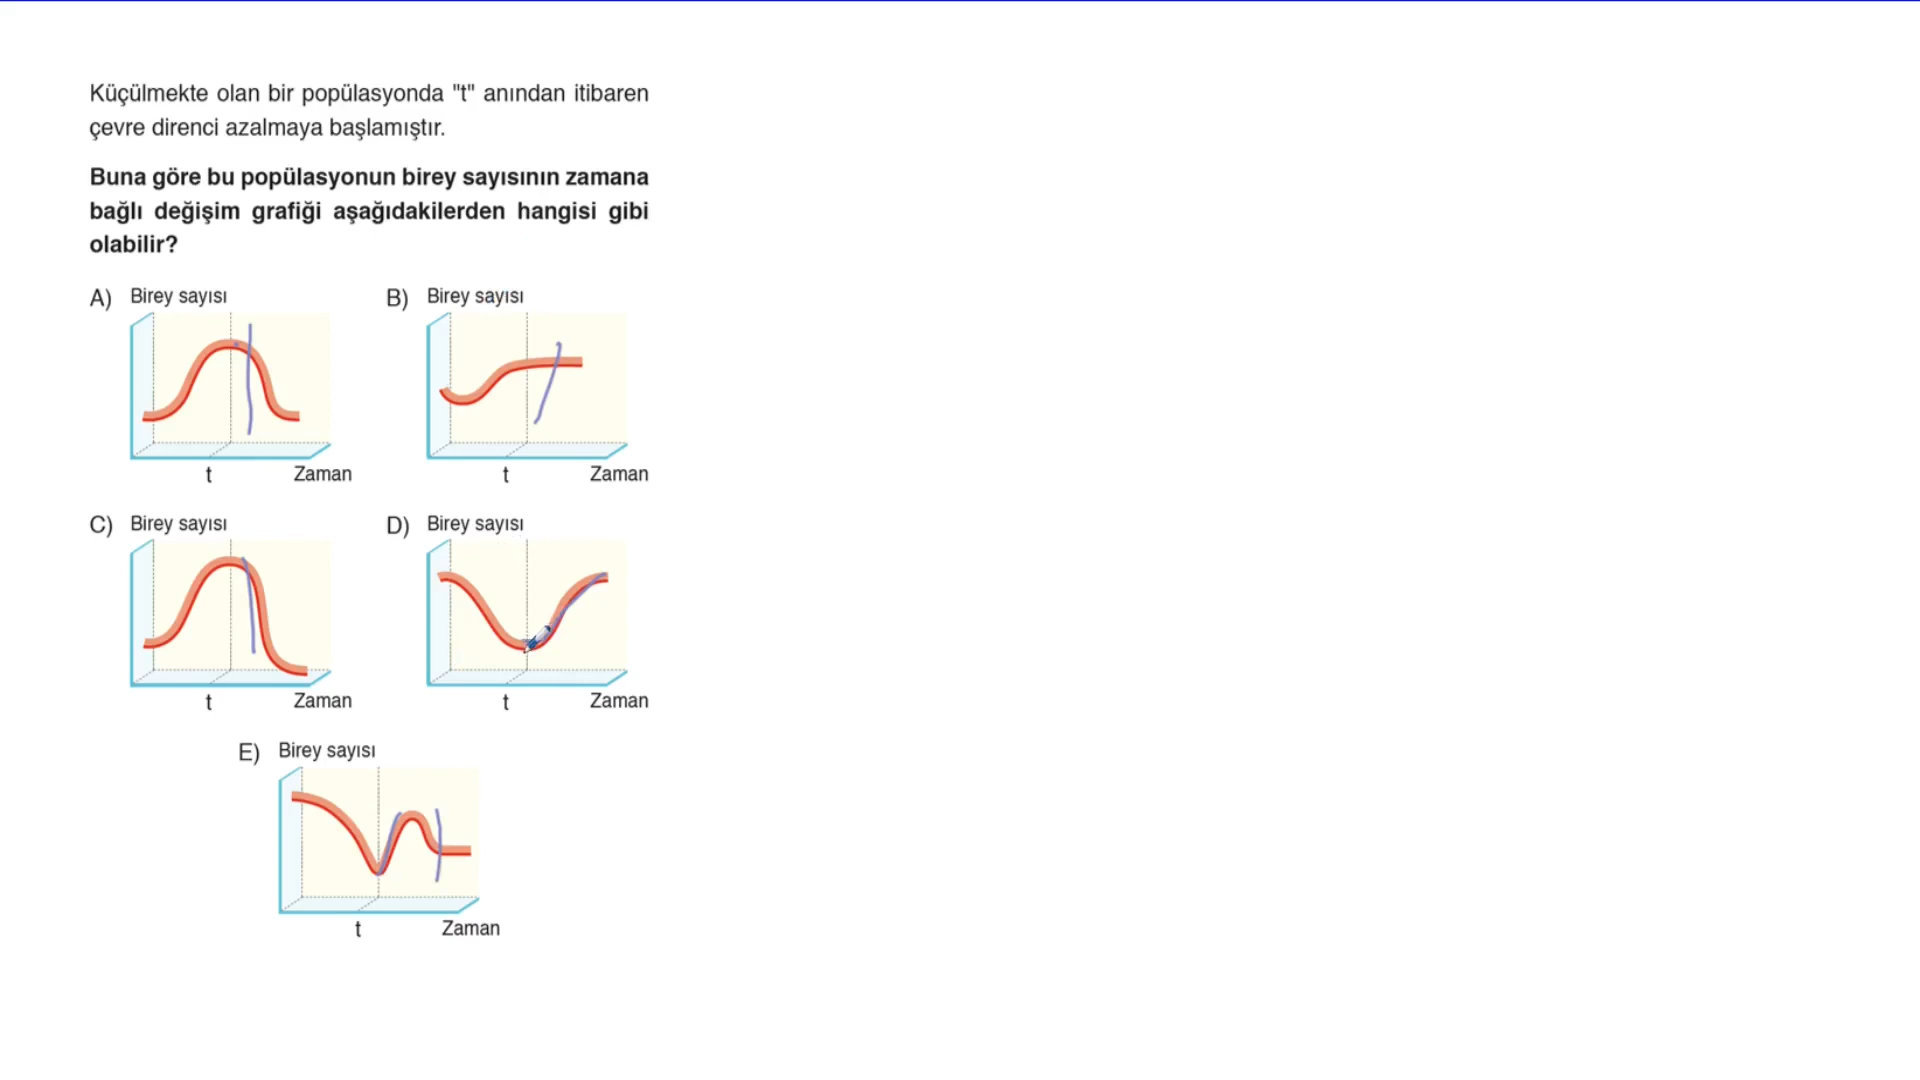 Küçülmekte olan bir popülasyonda "t" anından itibaren
çevre direnci azalmaya başlamıştır.
Buna göre bu popülasyonun birey sayısının zamana
bağlı değişim grafiği aşağıdakilerden hangisi gibi
olabilir?
A) Birey sayısı
t Zaman
B) Birey sayısı
t Zaman
C) Birey sayısı
t Zaman
D) Birey sayısı
t Zaman
E) Birey sayısı
t Zaman